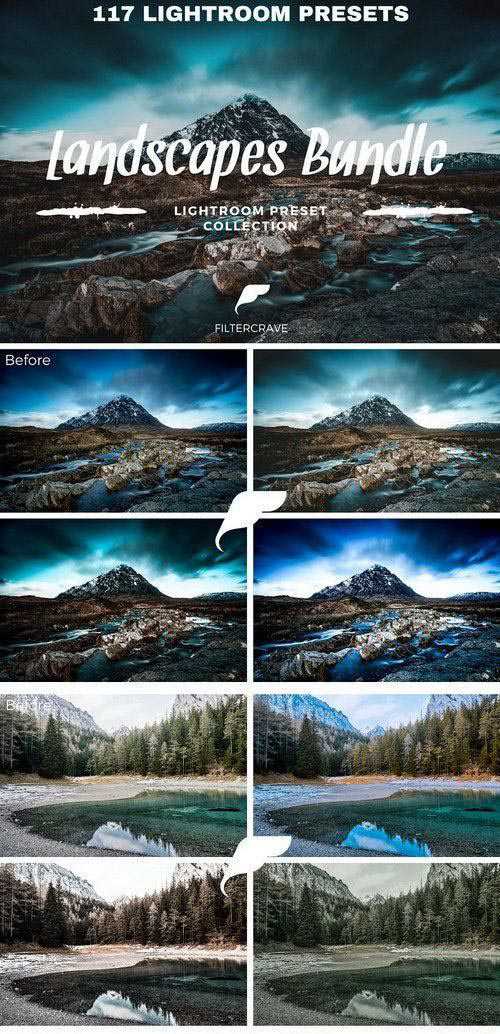 117 LIGHTROOM PRESETS
Landscapes Bundle
LIGHTROOM PRESET
COLLECTION
FILTERCRAVE
Before
Before